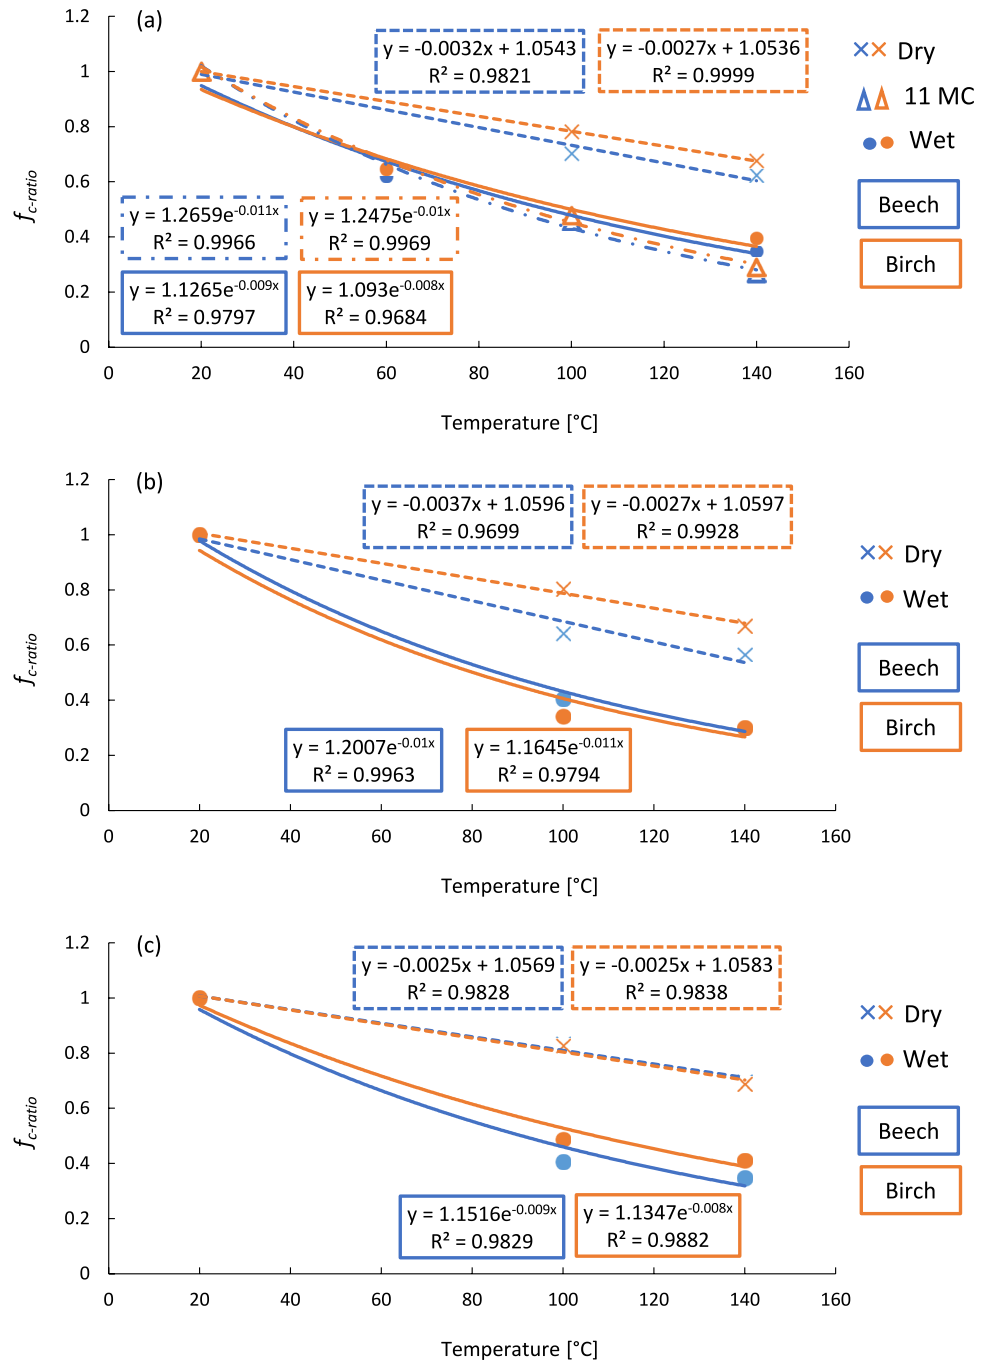 (a)
y = -0.0032x + 1.0543
R² = 0.9821
y = -0.0027x + 1.0536
R² = 0.9999
Dry
11 MC
Wet
Beech
Birch
y = 1.2659e^-0.011x
R² = 0.9966
y = 1.2475e^-0.01x
R² = 0.9969
y = 1.1265e^-0.009x
R² = 0.9797
y = 1.093e^-0.008x
R² = 0.9684
f c-ratio
1.2
1
0.8
0.6
0.4
0.2
0
0 20 40 60 80 100 120 140 160
Temperature [°C]
(b)
y = -0.0037x + 1.0596
R² = 0.9699
y = -0.0027x + 1.0597
R² = 0.9928
Dry
Wet
Beech
Birch
y = 1.2007e^-0.01x
R² = 0.9963
y = 1.1645e^-0.011x
R² = 0.9794
f c-ratio
1.2
1
0.8
0.6
0.4
0.2
0
0 20 40 60 80 100 120 140 160
Temperature [°C]
(c)
y = -0.0025x + 1.0569
R² = 0.9828
y = -0.0025x + 1.0583
R² = 0.9838
Dry
Wet
Beech
Birch
y = 1.1516e^-0.009x
R² = 0.9829
y = 1.1347e^-0.008x
R² = 0.9882
f c-ratio
1.2
1
0.8
0.6
0.4
0.2
0
0 20 40 60 80 100 120 140 160
Temperature [°C]